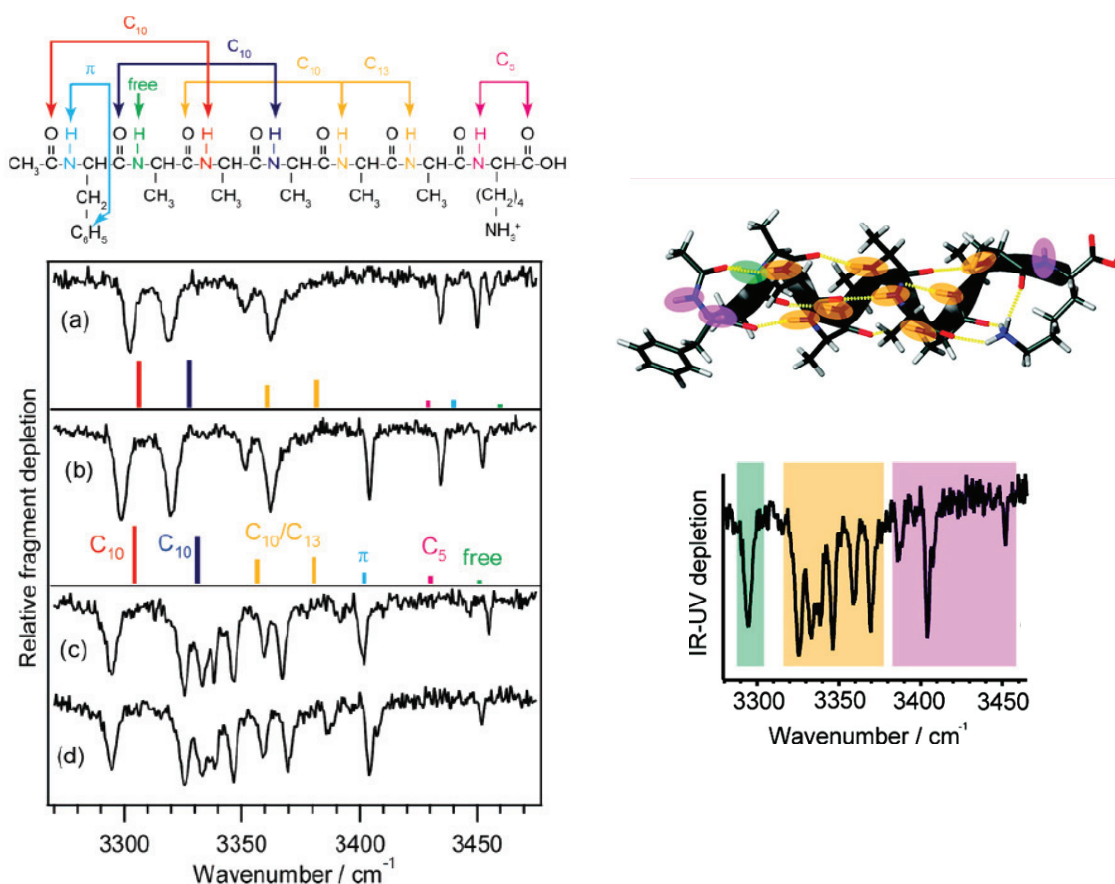 C₁₀
C₁₀
C₁₀ C₁₃
C₅
π
free
O H O H O H O H O H O H O H O
CH₃-C-N-CH-C-N-CH-C-N-CH-C-N-CH-C-N-CH-C-N-CH-C-N-CH-C-OH
CH₂ CH₃ CH₃ CH₃ CH₃ CH₃ (CH₂)₄
C₆H₅ NH₃⁺
Relative fragment depletion
(a)
(b)
C₁₀ C₁₀ C₁₀/C₁₃ π C₅ free
(c)
(d)
3300 3350 3400 3450
Wavenumber / cm⁻¹
IR-UV depletion
3300 3350 3400 3450
Wavenumber / cm⁻¹